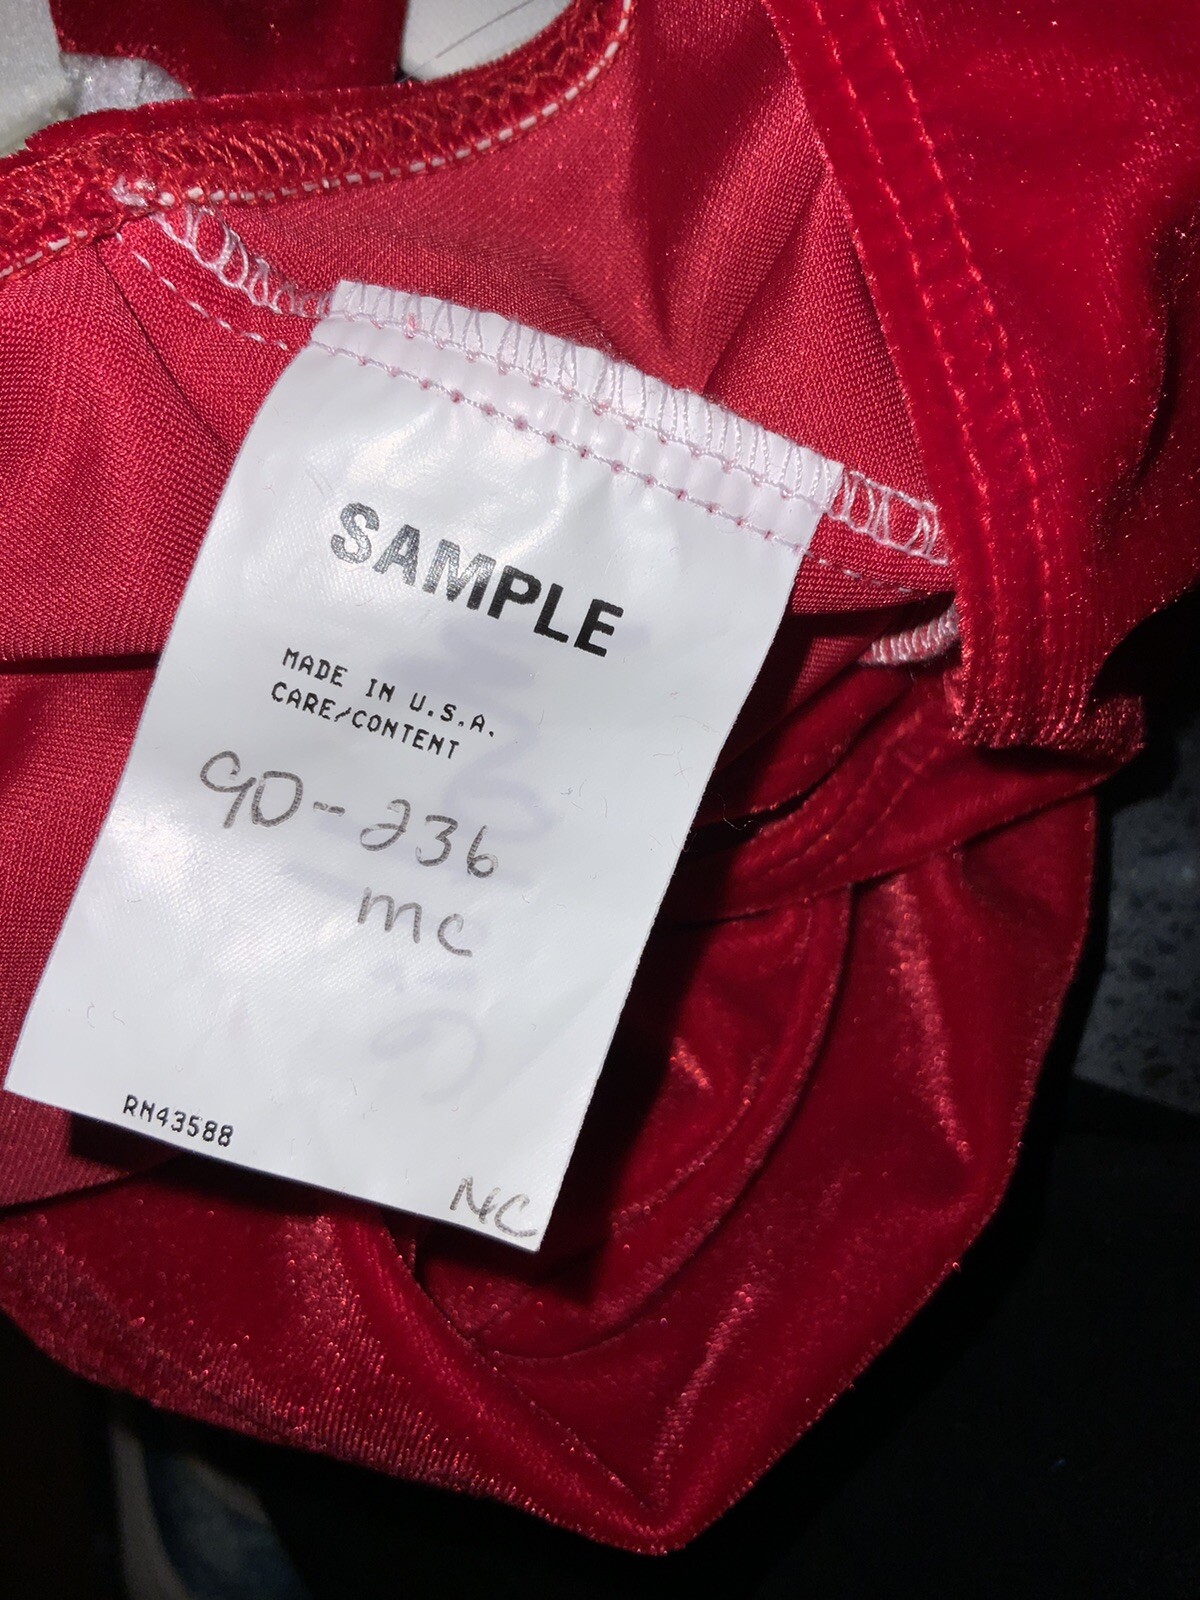 SAMPLE
MADE IN U.S.A.
CARE/CONTENT
90-236
mc
RN43588
NC